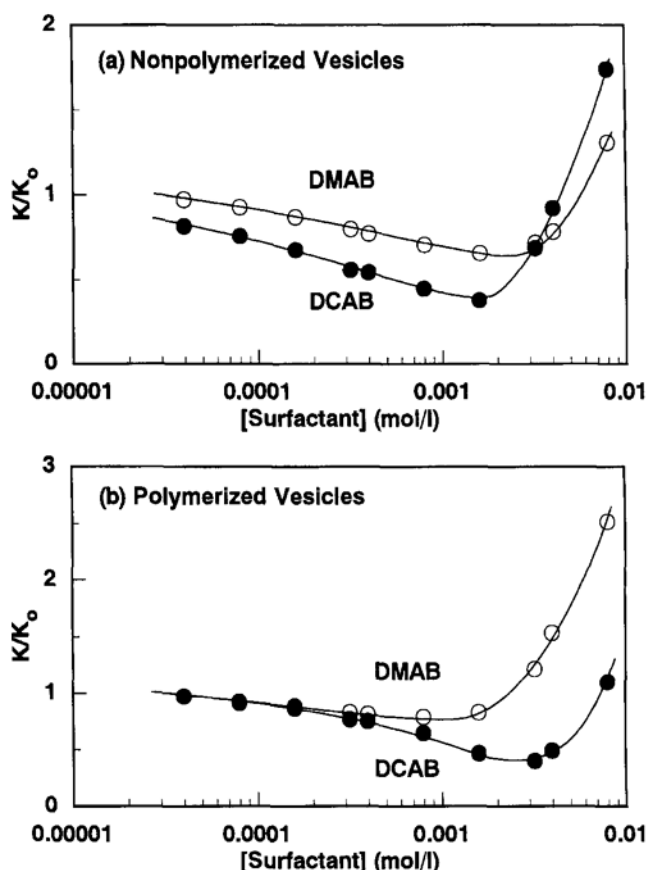 (a) Nonpolymerized Vesicles
2
1
0
K/Ko
DMAB
DCAB
0.00001 0.0001 0.001 0.01
[Surfactant] (mol/l)
(b) Polymerized Vesicles
3
2
1
0
K/Ko
DMAB
DCAB
0.00001 0.0001 0.001 0.01
[Surfactant] (mol/l)